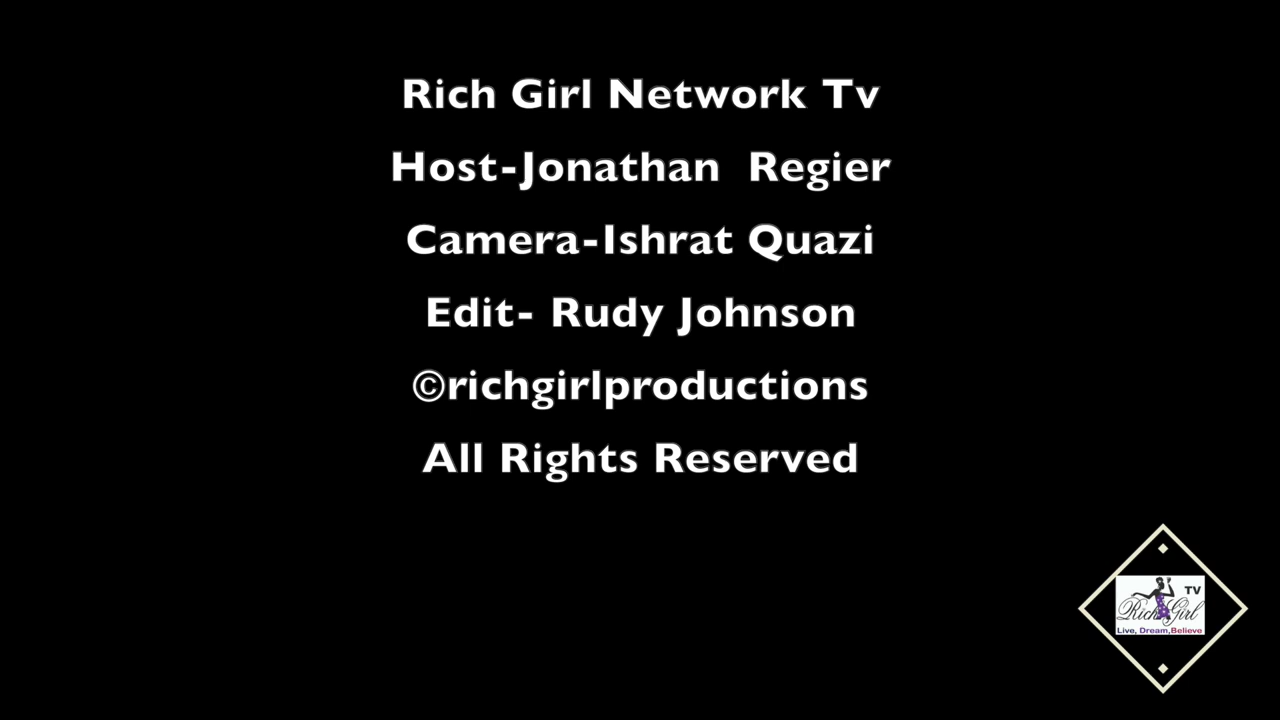 Rich Girl Network Tv
Host-Jonathan  Regier
Camera-Ishrat Quazi
Edit- Rudy Johnson
©richgirlproductions
All Rights Reserved
TV
Rich Girl
Live, Dream,Believe